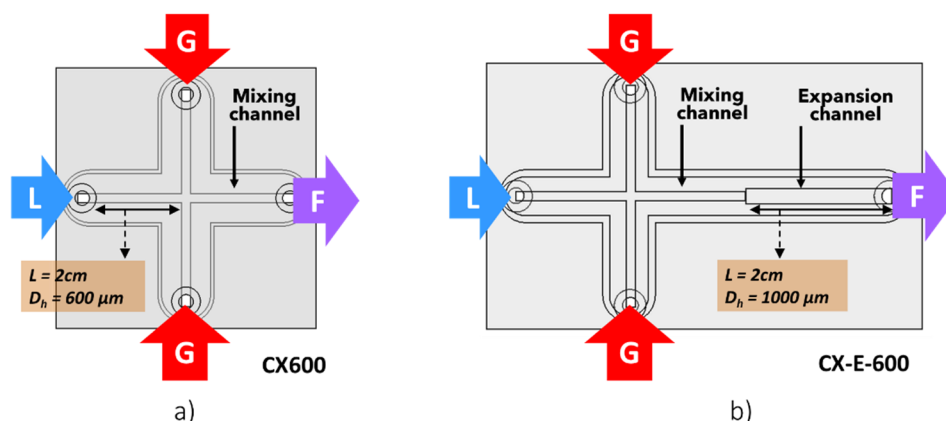 G
Mixing
channel
L
F
L = 2cm
Dₕ = 600 µm
G
CX600
a)
G
Mixing
channel
Expansion
channel
L
F
L = 2cm
Dₕ = 1000 µm
G
CX-E-600
b)